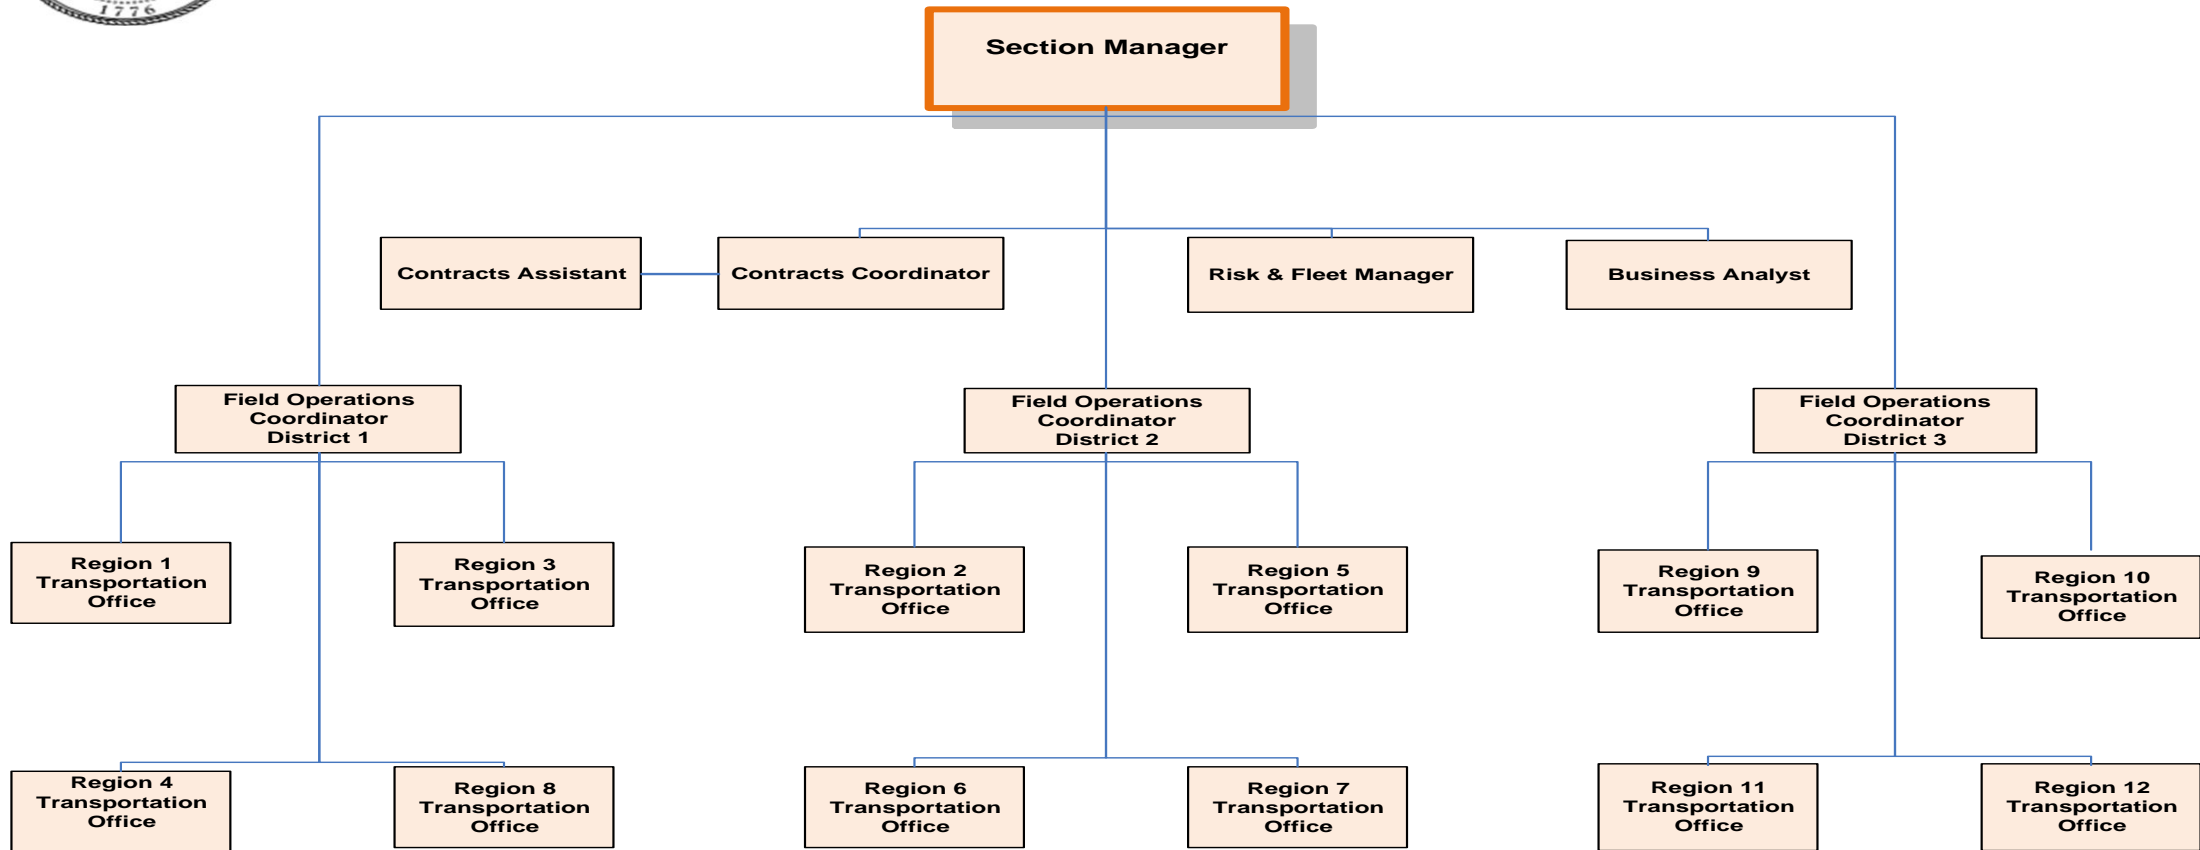 1776
Section Manager
Contracts Assistant
Contracts Coordinator
Risk & Fleet Manager
Business Analyst
Field Operations
Coordinator
District 1
Field Operations
Coordinator
District 2
Field Operations
Coordinator
District 3
Region 1
Transportation
Office
Region 3
Transportation
Office
Region 2
Transportation
Office
Region 5
Transportation
Office
Region 9
Transportation
Office
Region 10
Transportation
Office
Region 4
Transportation
Office
Region 8
Transportation
Office
Region 6
Transportation
Office
Region 7
Transportation
Office
Region 11
Transportation
Office
Region 12
Transportation
Office